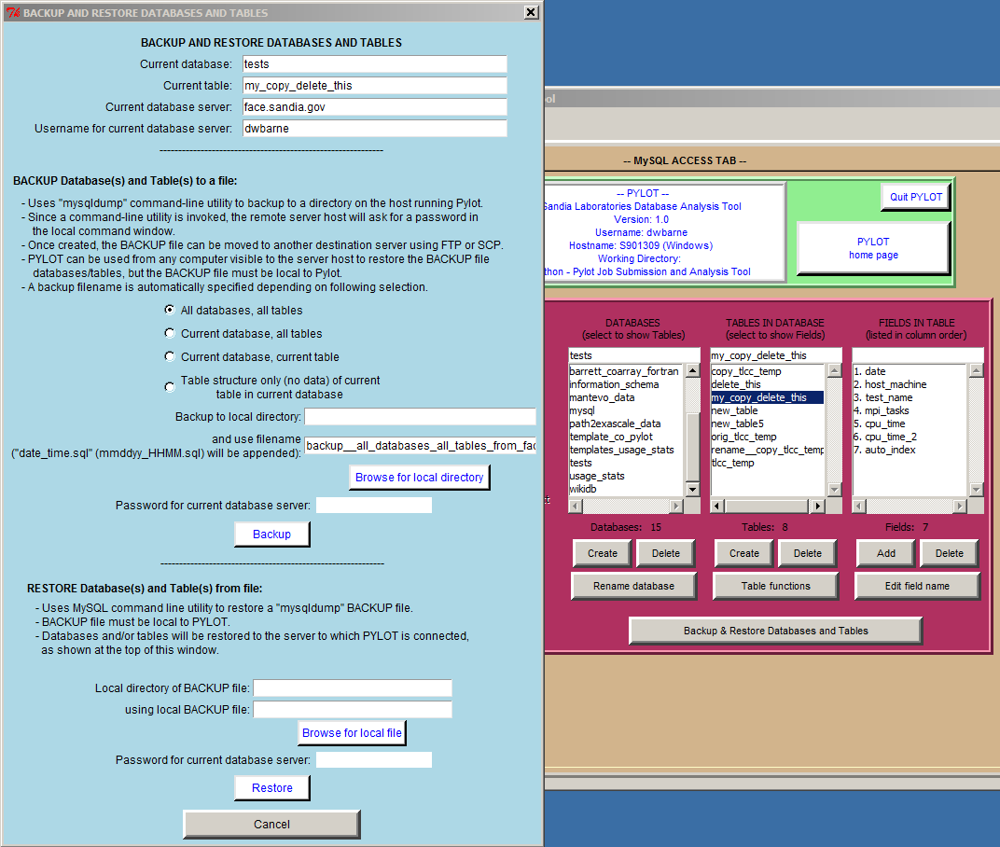 BACKUP AND RESTORE DATABASES AND TABLES
BACKUP AND RESTORE DATABASES AND TABLES
Current database: tests
Current table: my_copy_delete_this
Current database server: face.sandia.gov
Username for current database server: dwbarne
------------------------------------------------------------
BACKUP Database(s) and Table(s) to a file:
- Uses "mysqldump" command-line utility to backup to a directory on the host running Pylot.
- Since a command-line utility is invoked, the remote server host will ask for a password in
the local command window.
- Once created, the BACKUP file can be moved to another destination server using FTP or SCP.
- PYLOT can be used from any computer visible to the server host to restore the BACKUP file
databases/tables, but the BACKUP file must be local to Pylot.
- A backup filename is automatically specified depending on following selection.
All databases, all tables
Current database, all tables
Current database, current table
Table structure only (no data) of current
table in current database
Backup to local directory:
and use filename
("date_time.sql" (mmddyy_HHMM.sql) will be appended): backup__all_databases_all_tables_from_fac
Browse for local directory
Password for current database server:
Backup
------------------------------------------------------------
RESTORE Database(s) and Table(s) from file:
- Uses MySQL command line utility to restore a "mysqldump" BACKUP file.
- BACKUP file must be local to PYLOT.
- Databases and/or tables will be restored to the server to which PYLOT is connected,
as shown at the top of this window.
Local directory of BACKUP file:
using local BACKUP file:
Browse for local file
Password for current database server:
Restore
Cancel
ool
-- MySQL ACCESS TAB --
-- PYLOT --
Sandia Laboratories Database Analysis Tool
Version: 1.0
Username: dwbarne
Hostname: S901309 (Windows)
Working Directory:
thon - Pylot Job Submission and Analysis Tool
Quit PYLOT
PYLOT
home page
DATABASES
(select to show Tables)
tests
barrett_coarray_fortran
information_schema
mantevo_data
mysql
path2exascale_data
template_co_pylot
templates_usage_stats
tests
usage_stats
wikidb
Databases: 15
Create Delete
Rename database
TABLES IN DATABASE
(select to show Fields)
my_copy_delete_this
copy_tlcc_temp
delete_this
my_copy_delete_this
new_table
new_table5
orig_tlcc_temp
rename__copy_tlcc_temp
tlcc_temp
Tables: 8
Create Delete
Table functions
FIELDS IN TABLE
(listed in column order)
1. date
2. host_machine
3. test_name
4. mpi_tasks
5. cpu_time
6. cpu_time_2
7. auto_index
Fields: 7
Add Delete
Edit field name
Backup & Restore Databases and Tables